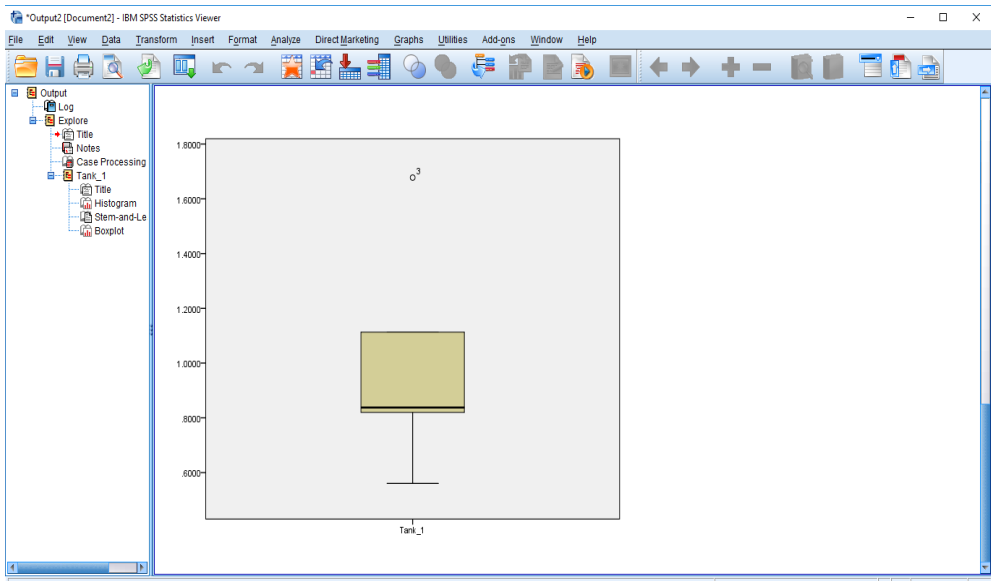 *Output2 [Document2] - IBM SPSS Statistics Viewer
File Edit View Data Transform Insert Format Analyze Direct Marketing Graphs Utilities Add-ons Window Help
Output
Log
Explore
Title
Notes
Case Processing
Tank_1
Title
Histogram
Stem-and-Le
Boxplot
1.8000
3
1.6000
1.4000
1.2000
1.0000
.8000
.6000
Tank_1